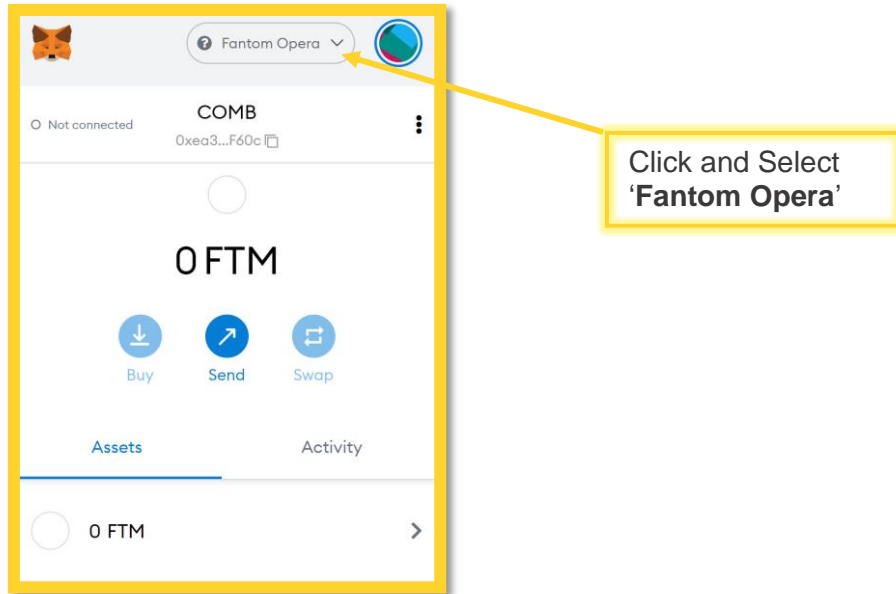 Fantom Opera
Not connected
COMB
0xea3...F60c
0 FTM
Buy
Send
Swap
Assets
Activity
0 FTM
Click and Select
‘Fantom Opera’